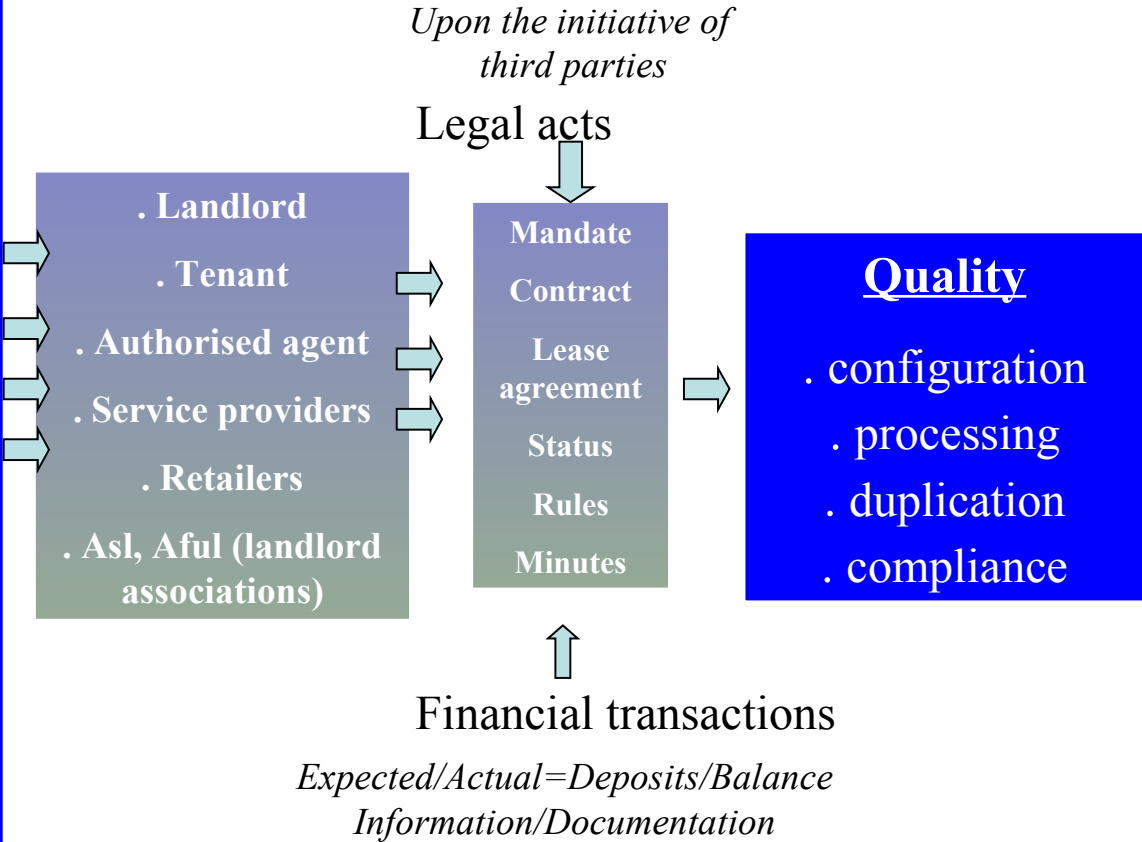 Upon the initiative of
third parties
Legal acts
. Landlord
. Tenant
. Authorised agent
. Service providers
. Retailers
. Asl, Aful (landlord
associations)
Mandate
Contract
Lease
agreement
Status
Rules
Minutes
Quality
. configuration
. processing
. duplication
. compliance
Financial transactions
Expected/Actual=Deposits/Balance
Information/Documentation